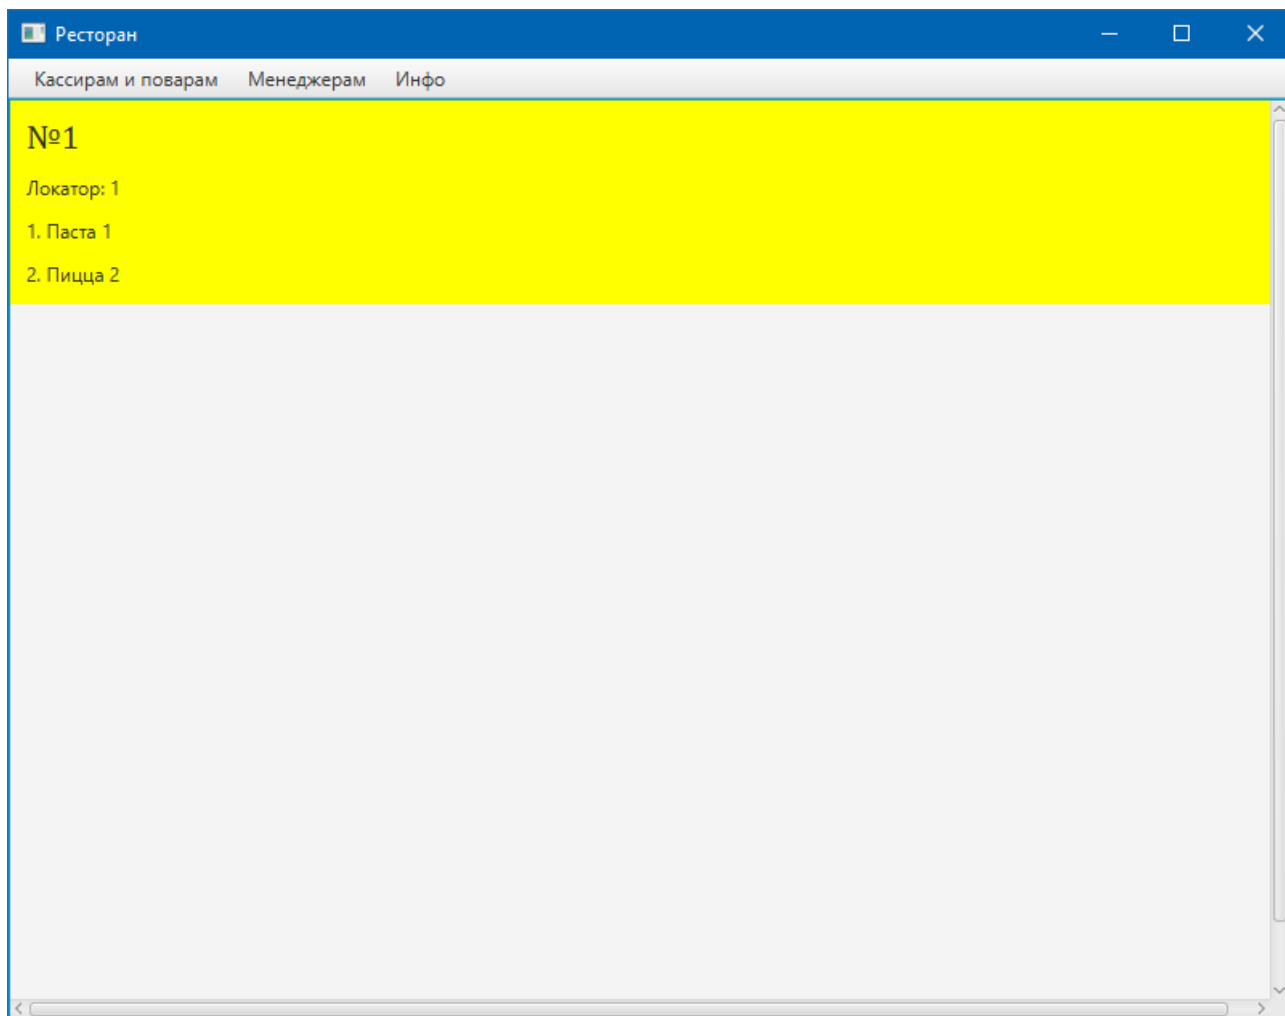 Ресторан
Кассирам и поварам Менеджерам Инфо
№1
Локатор: 1
1. Паста 1
2. Пицца 2